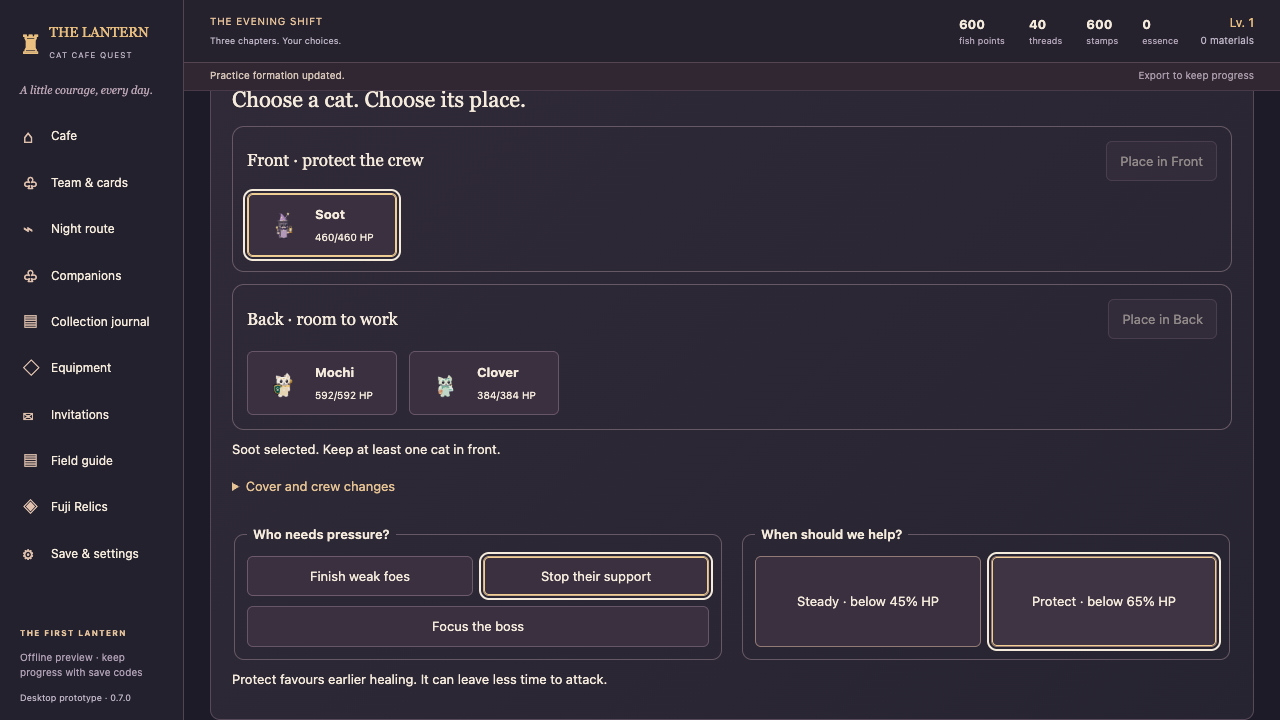 THE LANTERN
CAT CAFE QUEST
A little courage, every day.
Cafe
Team & cards
Night route
Companions
Collection journal
Equipment
Invitations
Field guide
Fuji Relics
Save & settings
THE FIRST LANTERN
Offline preview · keep
progress with save codes
Desktop prototype · 0.7.0
THE EVENING SHIFT
Three chapters. Your choices.
600
fish points
40
threads
600
stamps
0
essence
Lv. 1
0 materials
Practice formation updated.
Export to keep progress
Choose a cat. Choose its place.
Front · protect the crew
Place in Front
Soot
460/460 HP
Back · room to work
Place in Back
Mochi
592/592 HP
Clover
384/384 HP
Soot selected. Keep at least one cat in front.
Cover and crew changes
Who needs pressure?
Finish weak foes
Stop their support
Focus the boss
When should we help?
Steady · below 45% HP
Protect · below 65% HP
Protect favours earlier healing. It can leave less time to attack.